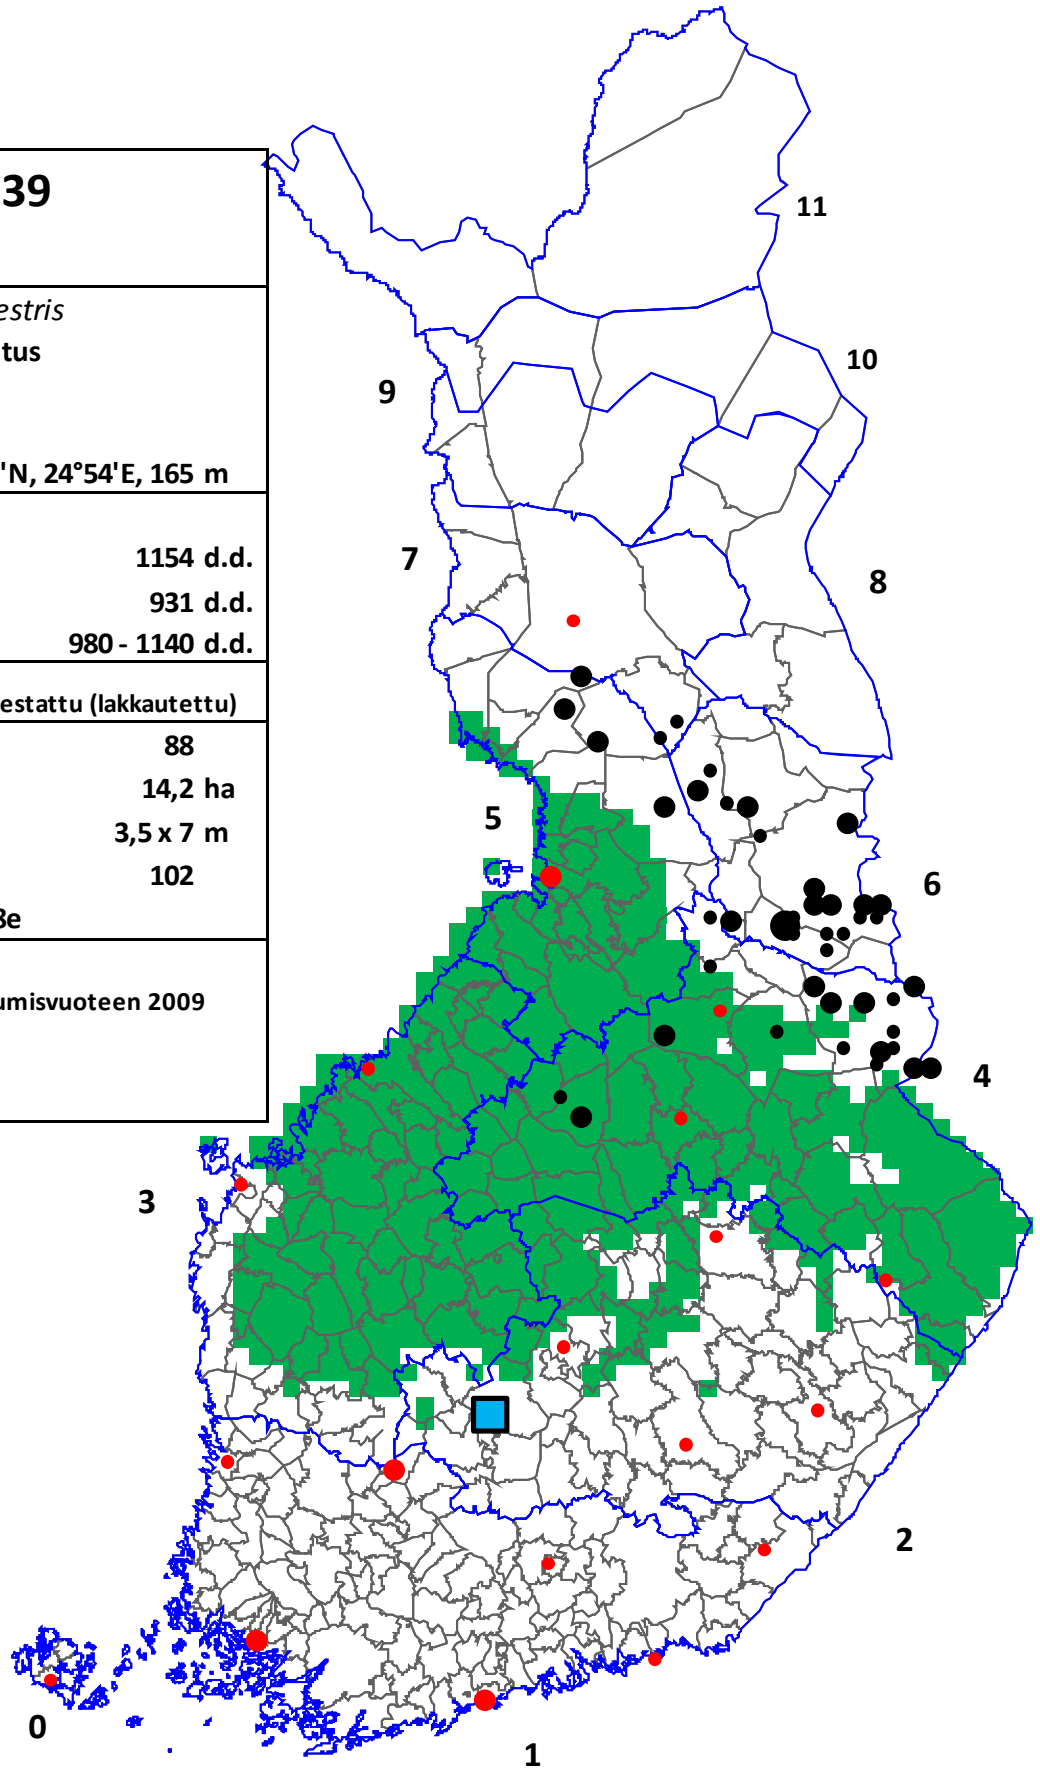 39
estris
tus
'N, 24°54'E, 165 m
1154 d.d.
931 d.d.
980 - 1140 d.d.
estattu (lakkautettu)
88
14,2 ha
3,5 x 7 m
102
3e
umisvuoteen 2009
11
10
9
8
7
6
5
4
3
2
1
0